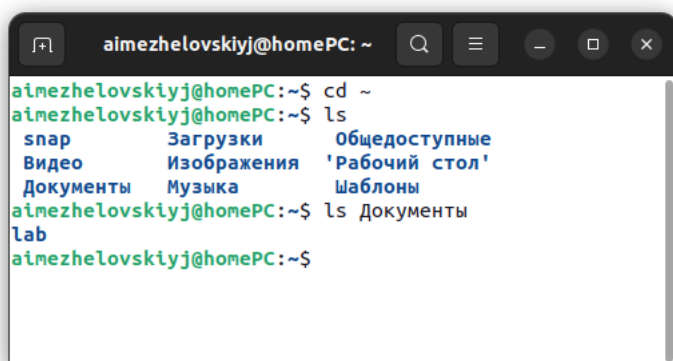 aimezhelovskiyj@homePC: ~
aimezhelovskiyj@homePC:~$ cd ~
aimezhelovskiyj@homePC:~$ ls
snap Загрузки Общедоступные
Видео Изображения 'Рабочий стол'
Документы Музыка Шаблоны
aimezhelovskiyj@homePC:~$ ls Документы
lab
aimezhelovskiyj@homePC:~$